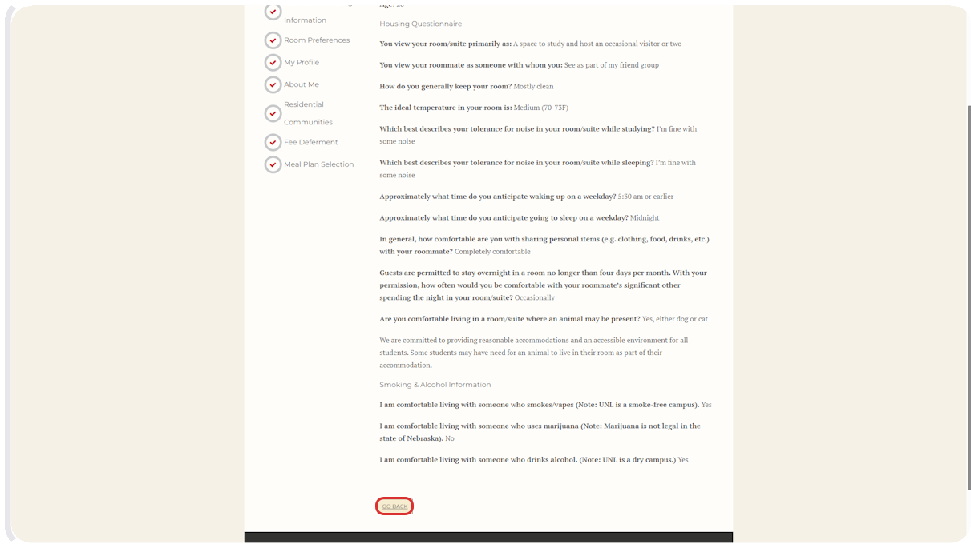 Information
Room Preferences
My Profile
About Me
Residential
Communities
Fee Deferment
Meal Plan Selection
Housing Questionnaire
You view your room/suite primarily as: A space to study and host an occasional visitor or two
You view your roommate as someone with whom you: See as part of my friend group
How do you generally keep your room? Mostly clean
The ideal temperature in your room is: Medium (70-75F)
Which best describes your tolerance for noise in your room/suite while studying? I'm fine with
some noise
Which best describes your tolerance for noise in your room/suite while sleeping? I'm fine with
some noise
Approximately what time do you anticipate waking up on a weekday? 5:30 am or earlier
Approximately what time do you anticipate going to sleep on a weekday? Midnight
In general, how comfortable are you with sharing personal items (e.g. clothing, food, drinks, etc.)
with your roommate? Completely comfortable
Guests are permitted to stay overnight in a room no longer than four days per month. With your
permission, how often would you be comfortable with your roommate's significant other
spending the night in your room/suite? Occasionally
Are you comfortable living in a room/suite where an animal may be present? Yes, either dog or cat
We are committed to providing reasonable accommodations and an accessible environment for all
students. Some students may have need for an animal to live in their room as part of their
accommodation.
Smoking & Alcohol Information
I am comfortable living with someone who smokes/vapes (Note: UNL is a smoke-free campus). Yes
I am comfortable living with someone who uses marijuana (Note: Marijuana is not legal in the
state of Nebraska). No
I am comfortable living with someone who drinks alcohol. (Note: UNL is a dry campus.) Yes
GO BACK